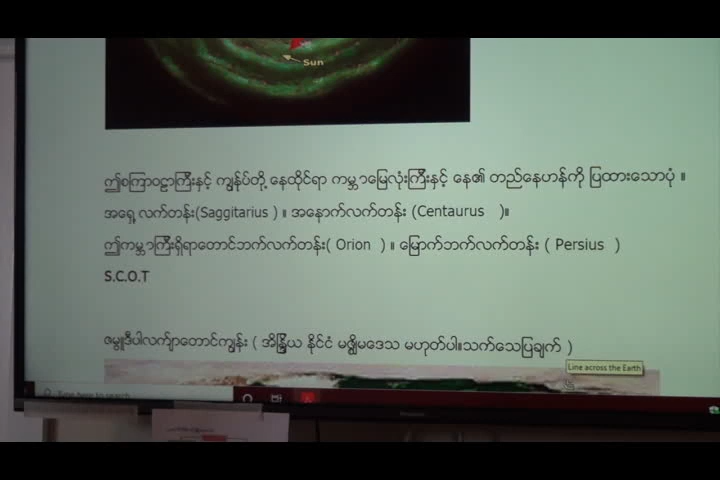 Sun
ဤစကြာဝဠာကြီးနှင့် ကျွန်ုပ်တို့ နေထိုင်ရာ ကမ္ဘာမြေလုံးကြီးနှင့် နေ၏ တည်နေဟန်ကို ပြထားသောပုံ ။
အရှေ့လက်တန်း(Saggitarius ) ။ အနောက်လက်တန်း (Centaurus )။
ဤကမ္ဘာကြီးရှိရာတောင်ဘက်လက်တန်း( Orion ) ။ မြောက်ဘက်လက်တန်း ( Persius )
S.C.O.T
ဇမ္ဗူဒီပါလက်ျာတောင်ကျွန်း ( အိန္ဒြိယ နိုင်ငံ မဇ္ဈိမဒေသ မဟုတ်ပါ။သက်သေပြချက် )
Line across the Earth
Type here to search